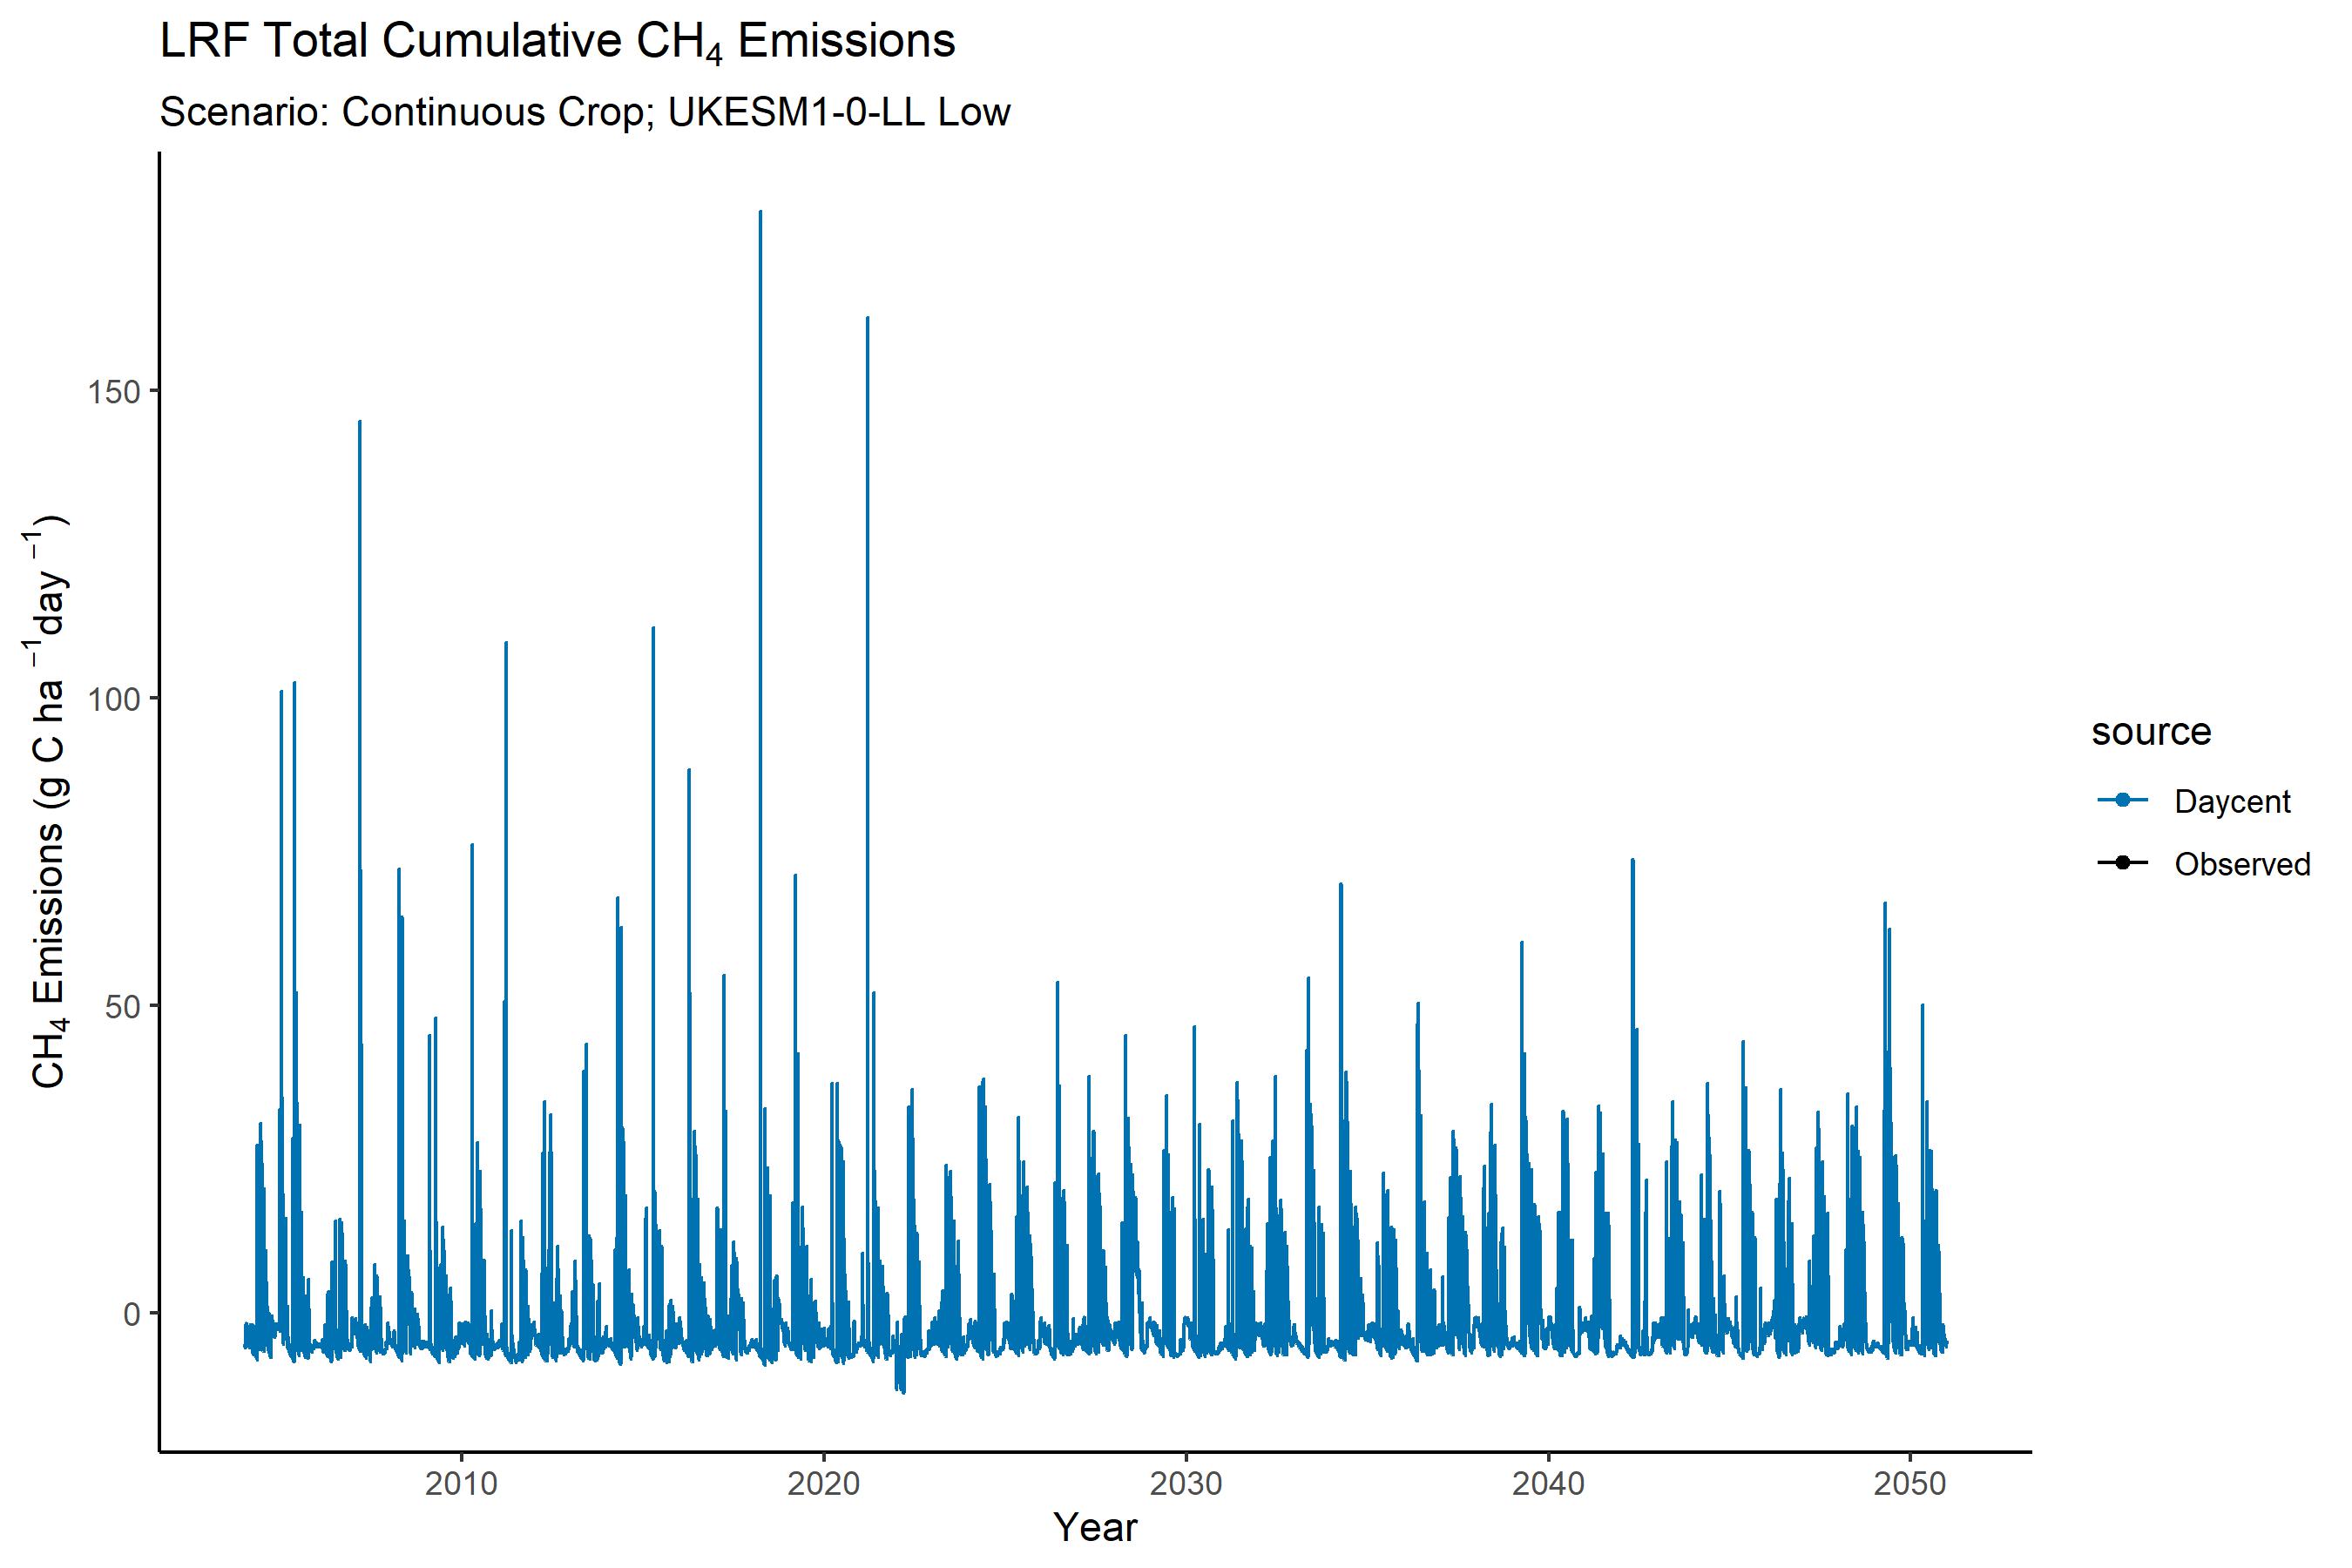 LRF Total Cumulative CH₄ Emissions
Scenario: Continuous Crop; UKESM1-0-LL Low
CH₄ Emissions (g C ha ⁻¹day ⁻¹)
150
100
50
0
2010 2020 2030 2040 2050
Year
source
Daycent
Observed